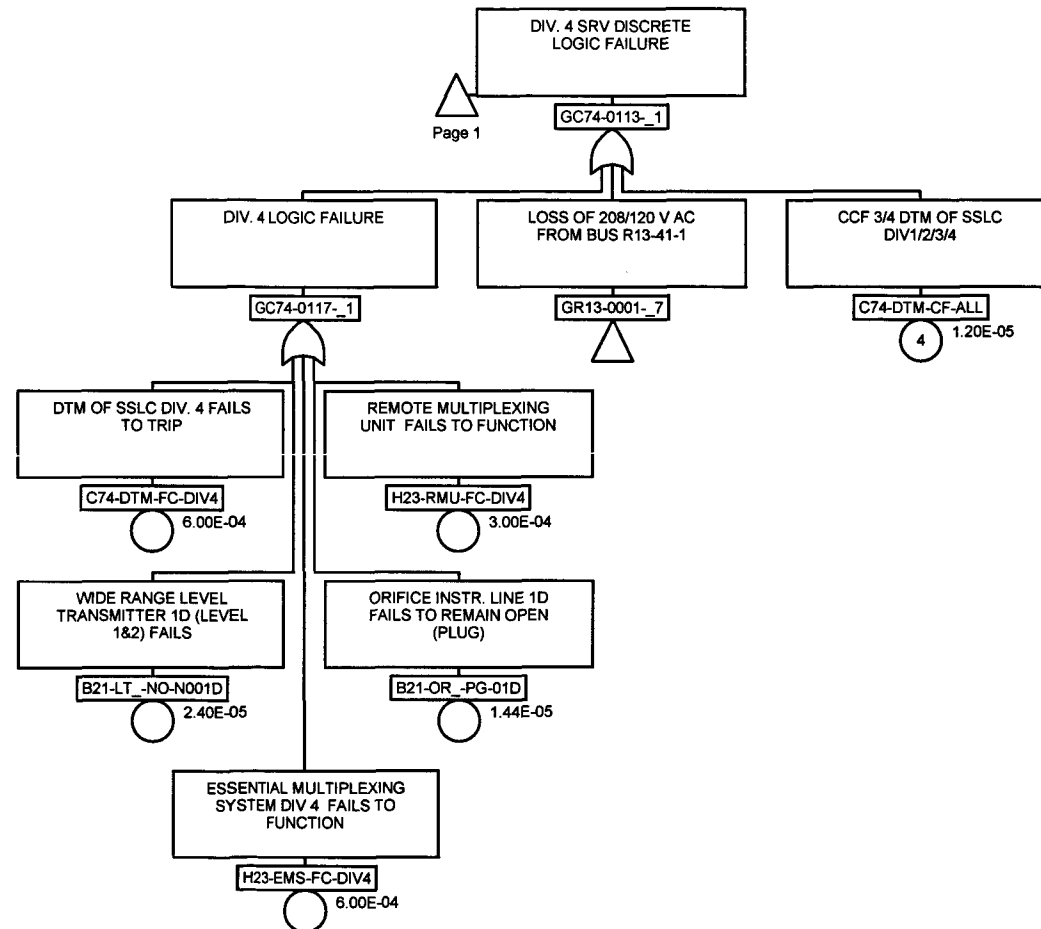 DIV. 4 SRV DISCRETE
LOGIC FAILURE
Page 1
GC74-0113-_1
DIV. 4 LOGIC FAILURE
GC74-0117-_1
LOSS OF 208/120 V AC
FROM BUS R13-41-1
GR13-0001-_7
CCF 3/4 DTM OF SSLC
DIV1/2/3/4
C74-DTM-CF-ALL
4
1.20E-05
DTM OF SSLC DIV. 4 FAILS
TO TRIP
C74-DTM-FC-DIV4
6.00E-04
REMOTE MULTIPLEXING
UNIT FAILS TO FUNCTION
H23-RMU-FC-DIV4
3.00E-04
WIDE RANGE LEVEL
TRANSMITTER 1D (LEVEL
1&2) FAILS
B21-LT_-NO-N001D
2.40E-05
ORIFICE INSTR. LINE 1D
FAILS TO REMAIN OPEN
(PLUG)
B21-OR_-PG-01D
1.44E-05
ESSENTIAL MULTIPLEXING
SYSTEM DIV 4 FAILS TO
FUNCTION
H23-EMS-FC-DIV4
6.00E-04